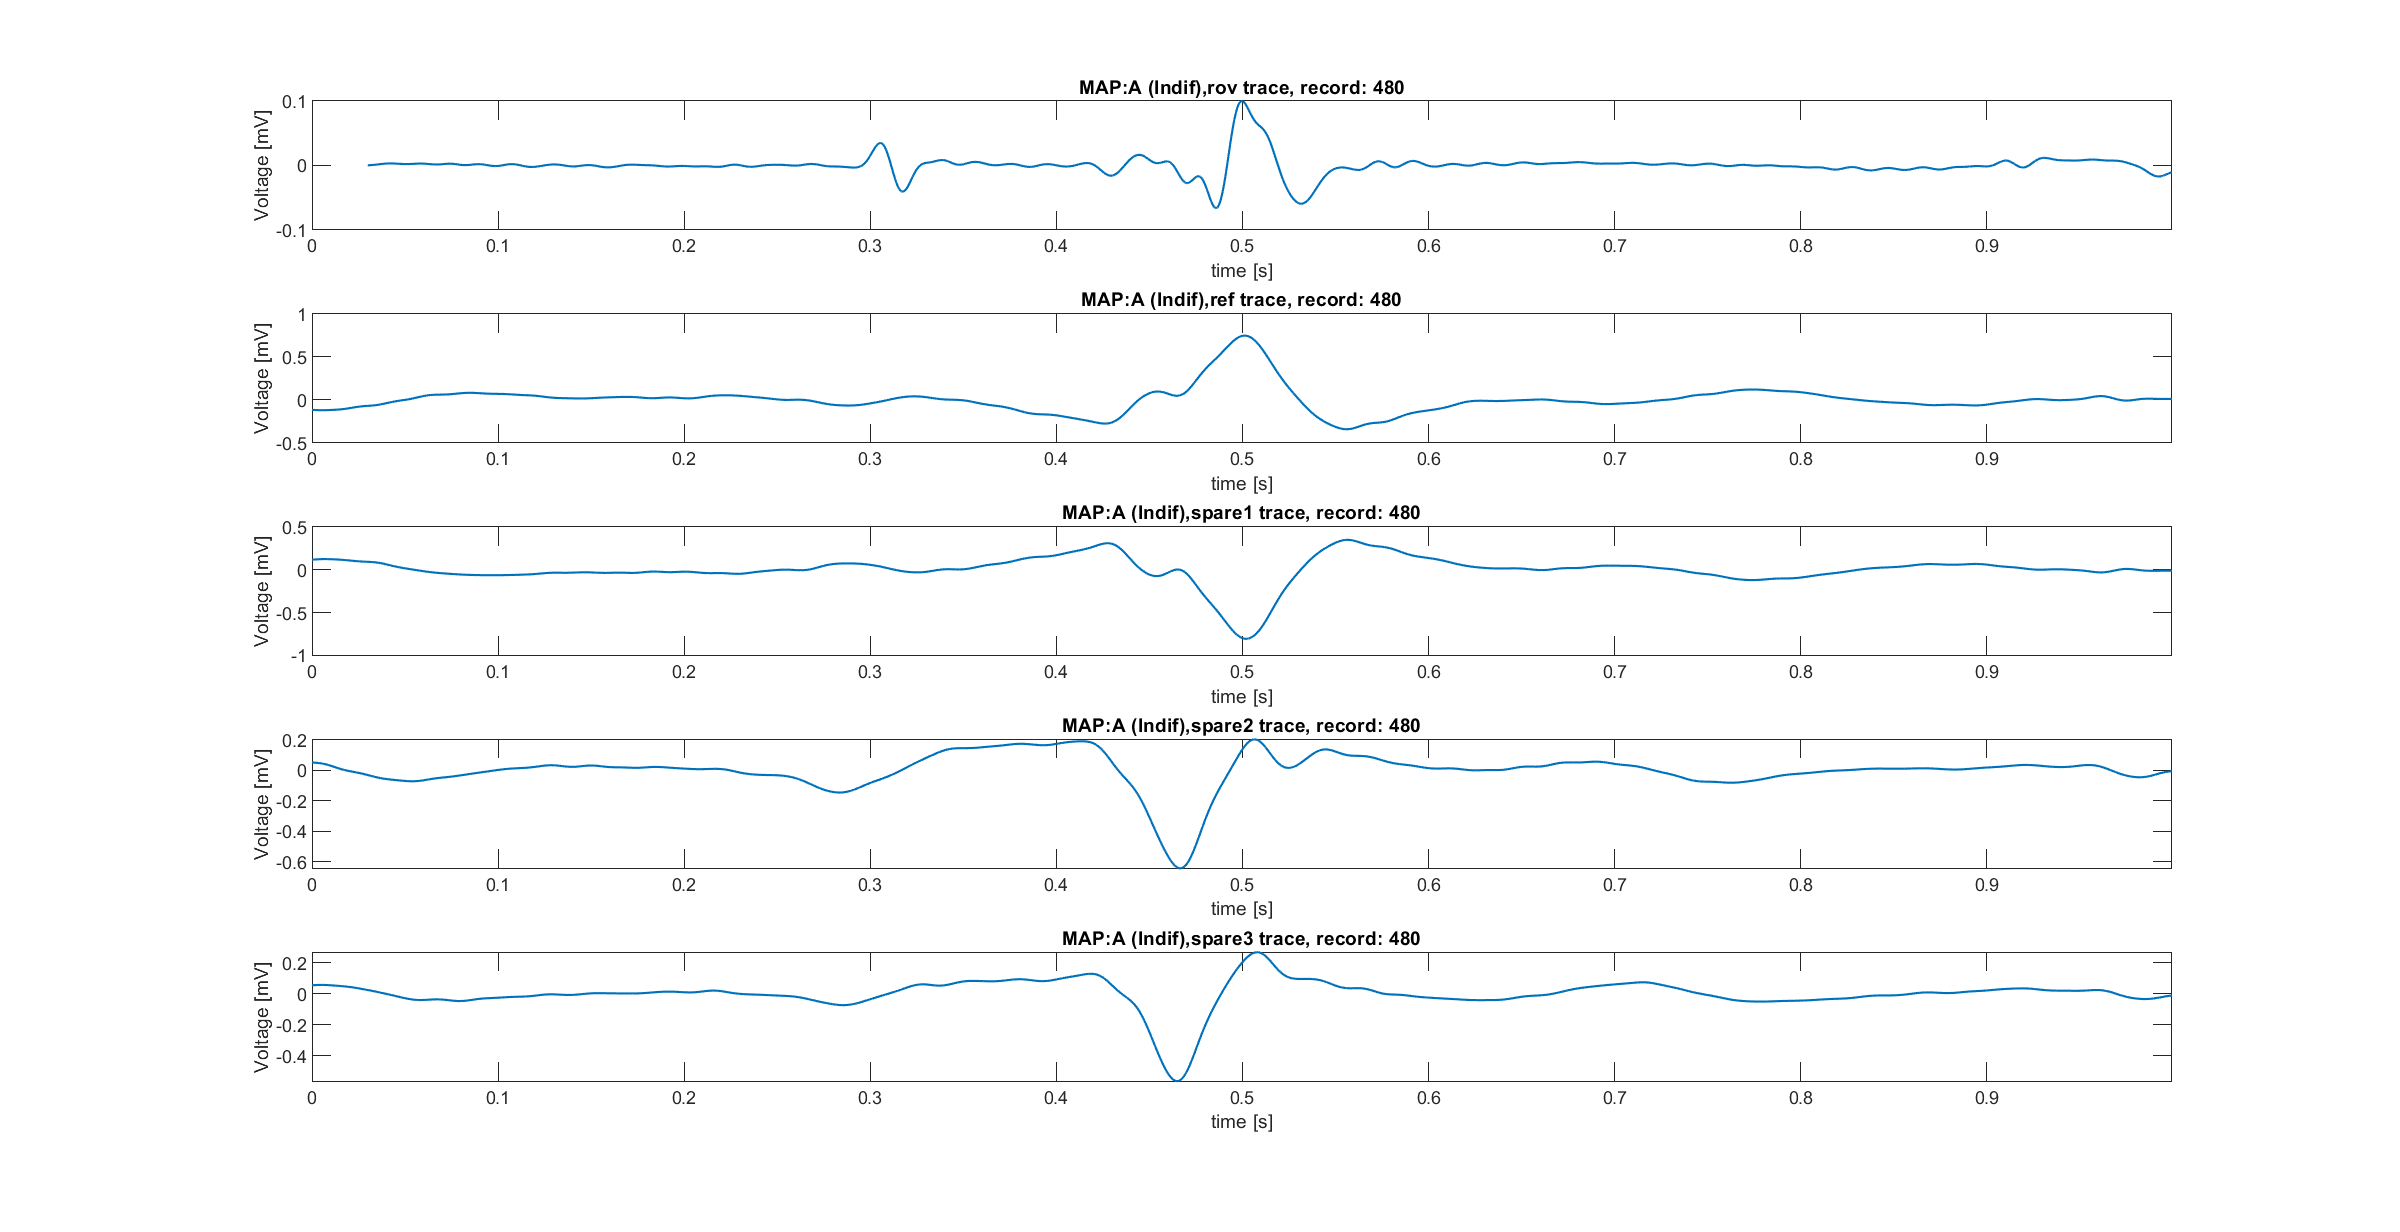 MAP:A (Indif),rov trace, record: 480
Voltage [mV]
0.1
0
-0.1
0 0.1 0.2 0.3 0.4 0.5 0.6 0.7 0.8 0.9
time [s]
MAP:A (Indif),ref trace, record: 480
Voltage [mV]
1
0.5
0
-0.5
0 0.1 0.2 0.3 0.4 0.5 0.6 0.7 0.8 0.9
time [s]
MAP:A (Indif),spare1 trace, record: 480
Voltage [mV]
0.5
0
-0.5
-1
0 0.1 0.2 0.3 0.4 0.5 0.6 0.7 0.8 0.9
time [s]
MAP:A (Indif),spare2 trace, record: 480
Voltage [mV]
0.2
0
-0.2
-0.4
-0.6
0 0.1 0.2 0.3 0.4 0.5 0.6 0.7 0.8 0.9
time [s]
MAP:A (Indif),spare3 trace, record: 480
Voltage [mV]
0.2
0
-0.2
-0.4
0 0.1 0.2 0.3 0.4 0.5 0.6 0.7 0.8 0.9
time [s]